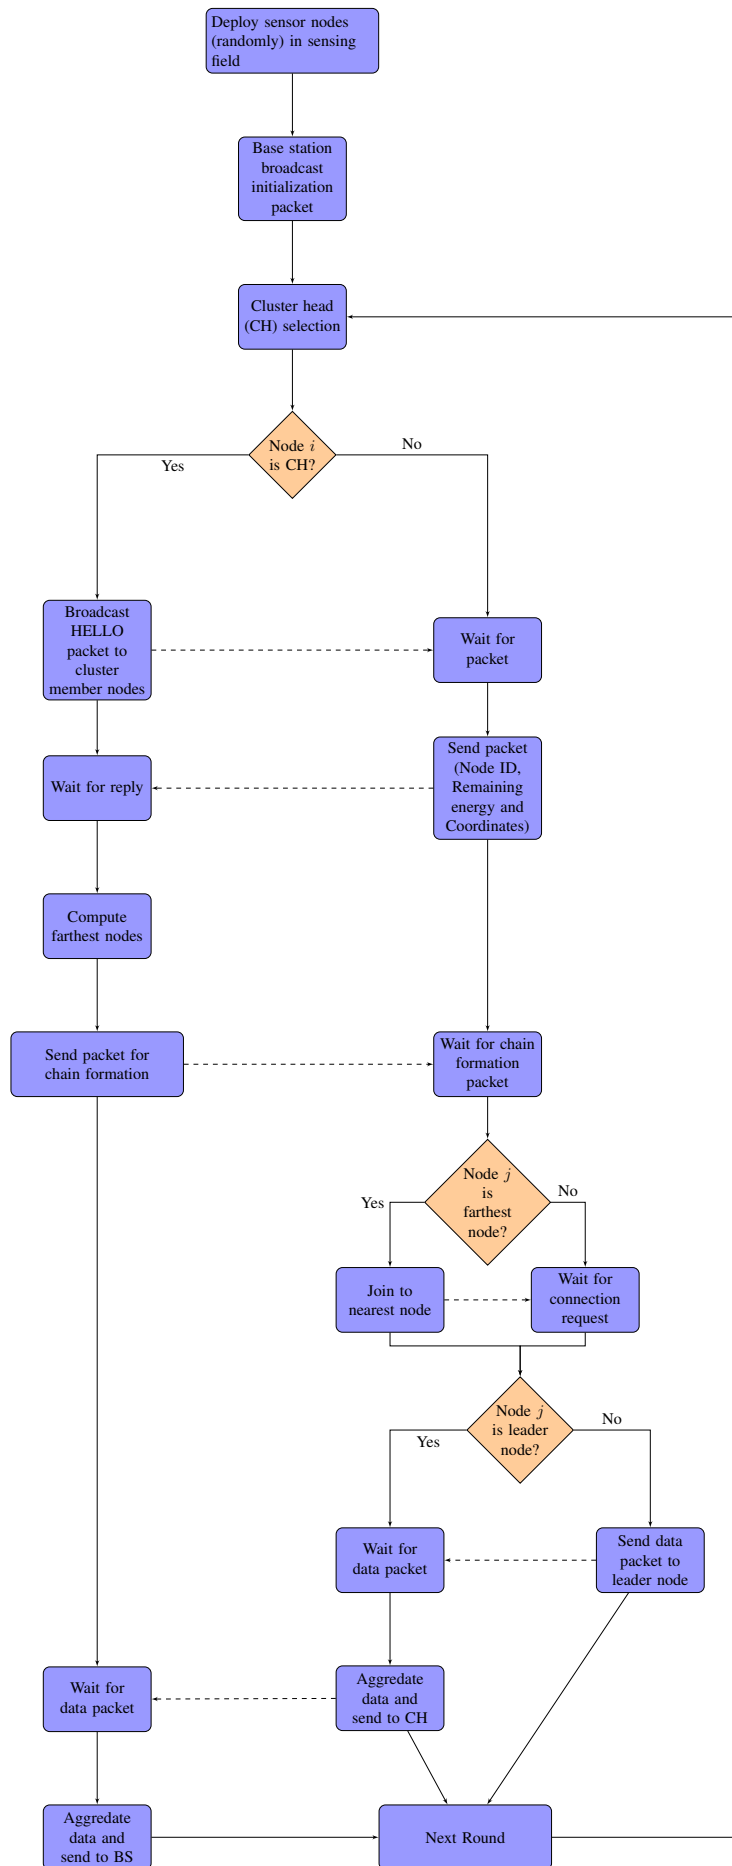 Deploy sensor nodes
(randomly) in sensing
field
Base station
broadcast
initialization
packet
Cluster head
(CH) selection
Node i
is CH?
Yes
No
Broadcast
HELLO
packet to
cluster
member nodes
Wait for
packet
Wait for reply
Send packet
(Node ID,
Remaining
energy and
Coordinates)
Compute
farthest nodes
Send packet for
chain formation
Wait for chain
formation
packet
Node j
is
farthest
node?
Yes
No
Join to
nearest node
Wait for
connection
request
Node j
is leader
node?
Yes
No
Wait for
data packet
Send data
packet to
leader node
Wait for
data packet
Aggredate
data and
send to CH
Aggredate
data and
send to BS
Next Round